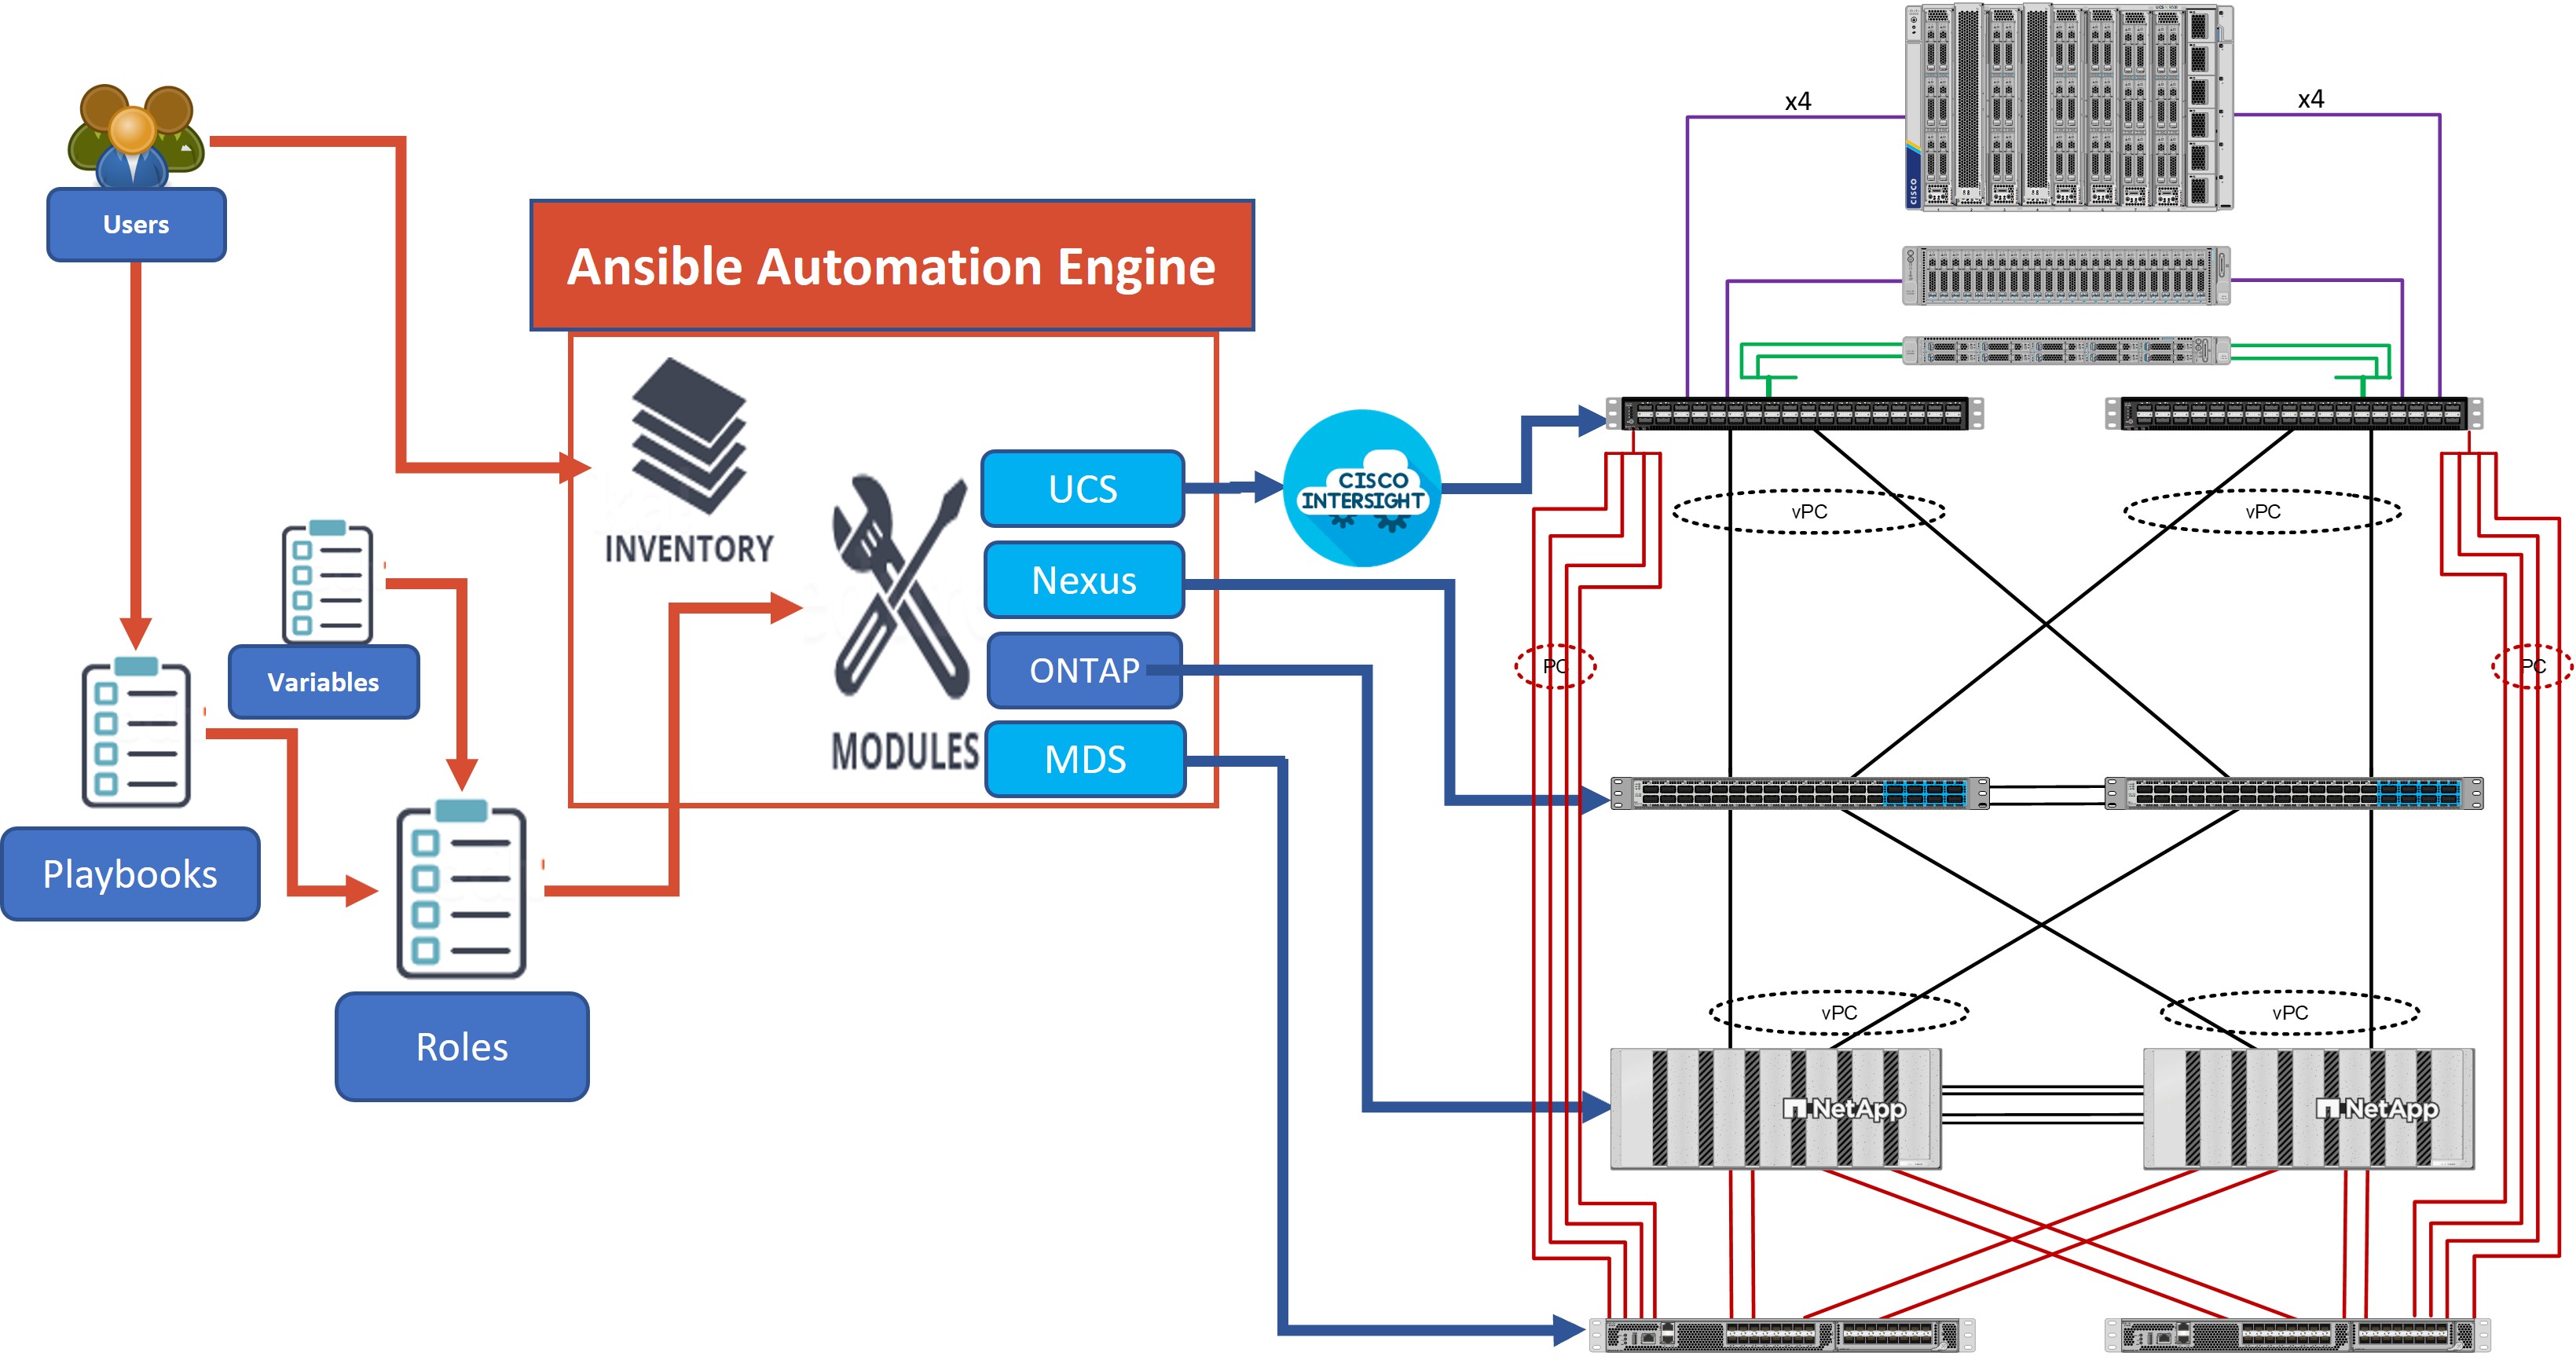 Users
Ansible Automation Engine
INVENTORY
MODULES
UCS
Nexus
ONTAP
MDS
Variables
Playbooks
Roles
CISCO
INTERSIGHT
x4
x4
CISCO
vPC
vPC
PC
PC
vPC
vPC
NetApp
NetApp